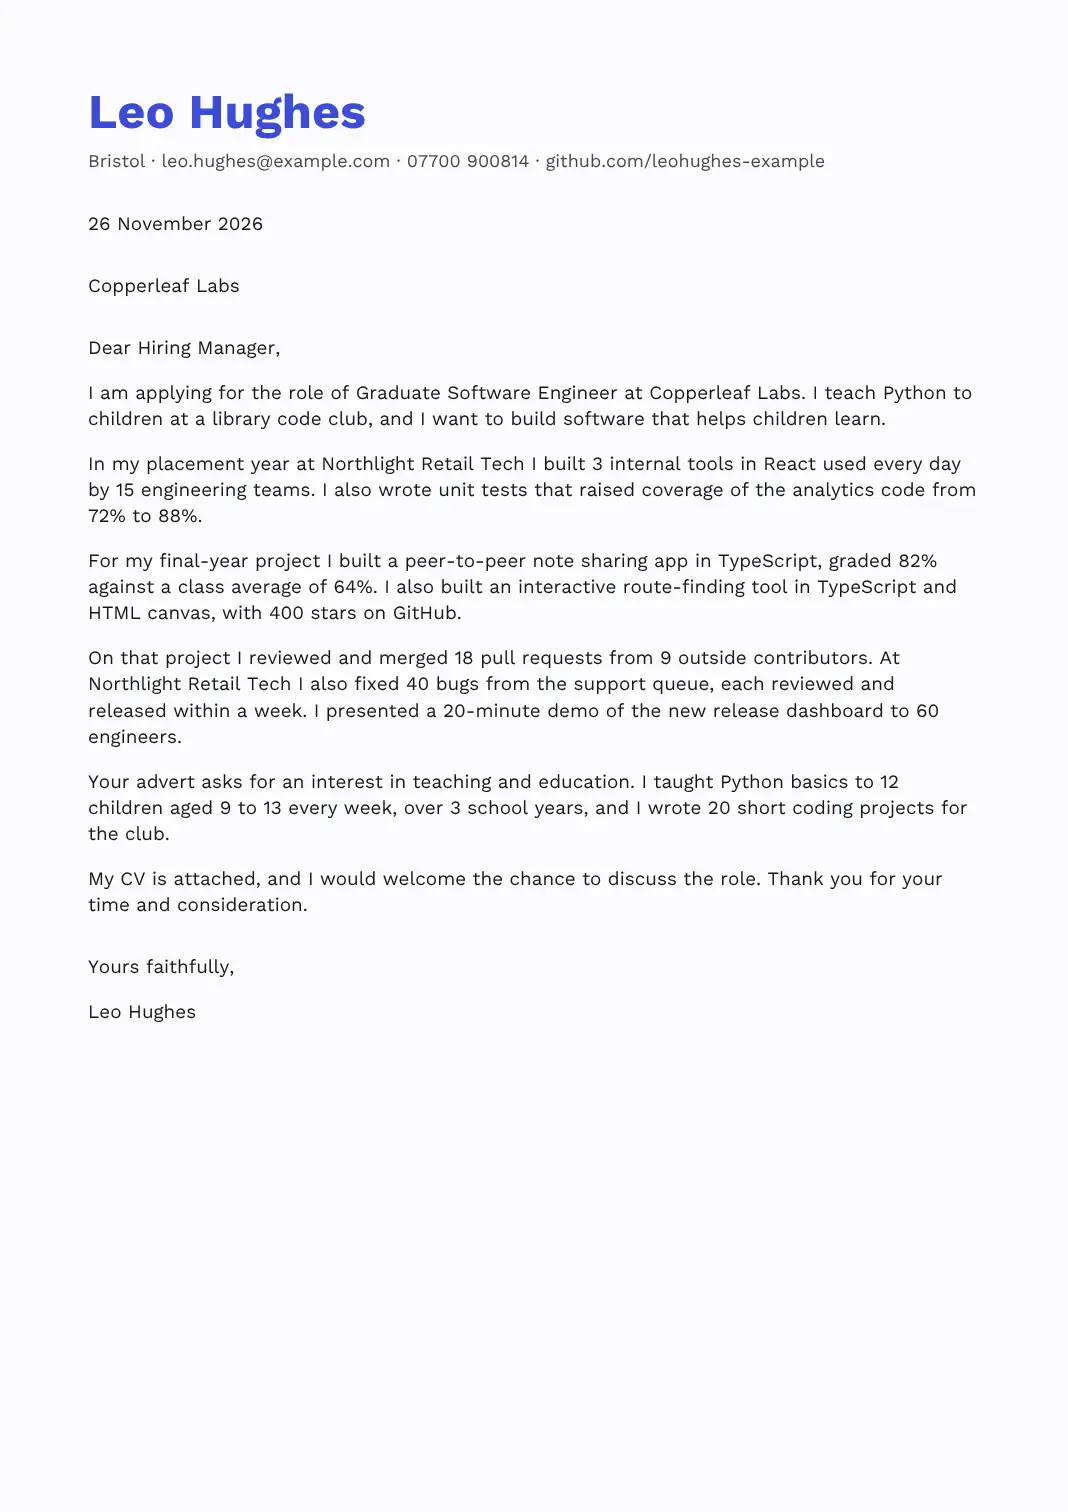 Leo Hughes
Bristol · leo.hughes@example.com · 07700 900814 · github.com/leohughes-example
26 November 2026
Copperleaf Labs
Dear Hiring Manager,
I am applying for the role of Graduate Software Engineer at Copperleaf Labs. I teach Python to
children at a library code club, and I want to build software that helps children learn.
In my placement year at Northlight Retail Tech I built 3 internal tools in React used every day
by 15 engineering teams. I also wrote unit tests that raised coverage of the analytics code from
72% to 88%.
For my final-year project I built a peer-to-peer note sharing app in TypeScript, graded 82%
against a class average of 64%. I also built an interactive route-finding tool in TypeScript and
HTML canvas, with 400 stars on GitHub.
On that project I reviewed and merged 18 pull requests from 9 outside contributors. At
Northlight Retail Tech I also fixed 40 bugs from the support queue, each reviewed and
released within a week. I presented a 20-minute demo of the new release dashboard to 60
engineers.
Your advert asks for an interest in teaching and education. I taught Python basics to 12
children aged 9 to 13 every week, over 3 school years, and I wrote 20 short coding projects for
the club.
My CV is attached, and I would welcome the chance to discuss the role. Thank you for your
time and consideration.
Yours faithfully,
Leo Hughes